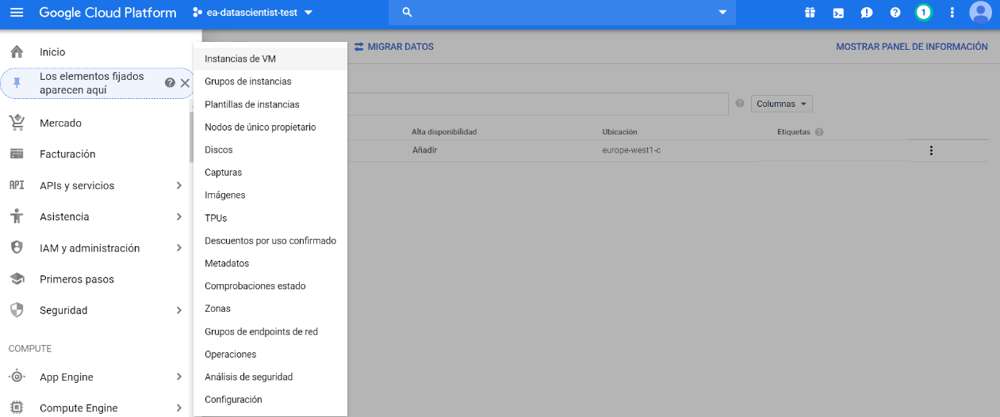 Google Cloud Platform
ea-datascientist-test
1
Inicio
Los elementos fijados
aparecen aquí
Mercado
Facturación
API
APIs y servicios
Asistencia
IAM y administración
Primeros pasos
Seguridad
COMPUTE
App Engine
Compute Engine
Instancias de VM
Grupos de instancias
Plantillas de instancias
Nodos de único propietario
Discos
Capturas
Imágenes
TPUs
Descuentos por uso confirmado
Metadatos
Comprobaciones estado
Zonas
Grupos de endpoints de red
Operaciones
Análisis de seguridad
Configuración
MIGRAR DATOS
MOSTRAR PANEL DE INFORMACIÓN
Columnas
Alta disponibilidad
Ubicación
Etiquetas
Añadir
europe-west1-c